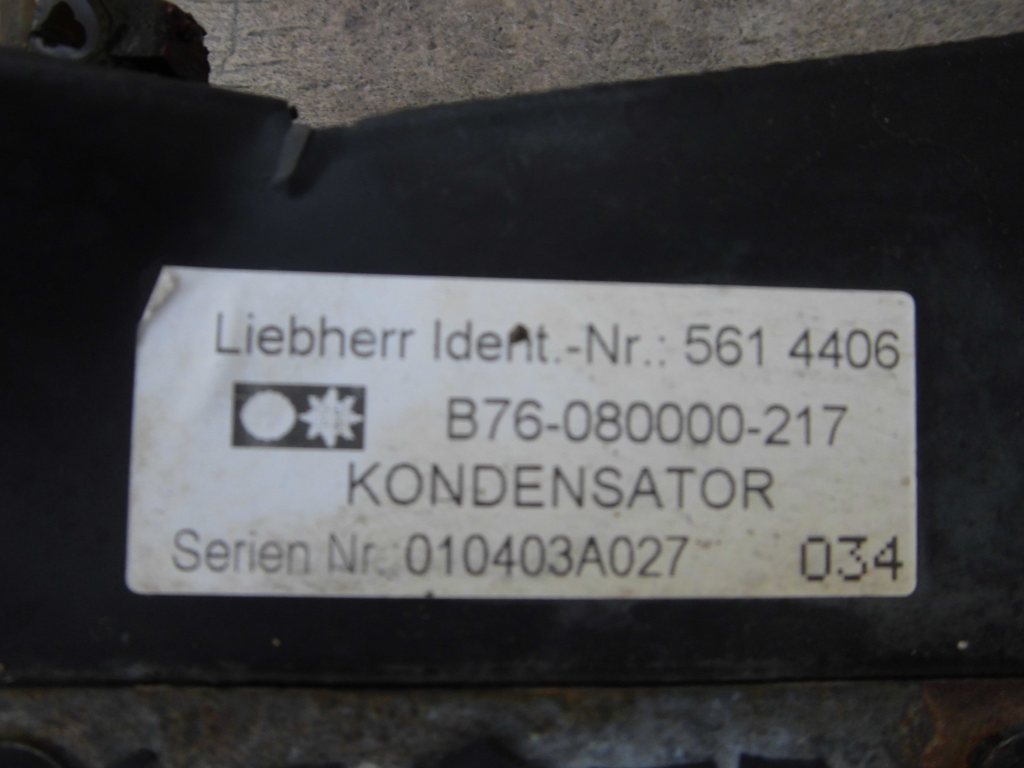 Liebherr Ident.-Nr.: 561 4406
B76-080000-217
KONDENSATOR
Serien Nr. 010403A027 034